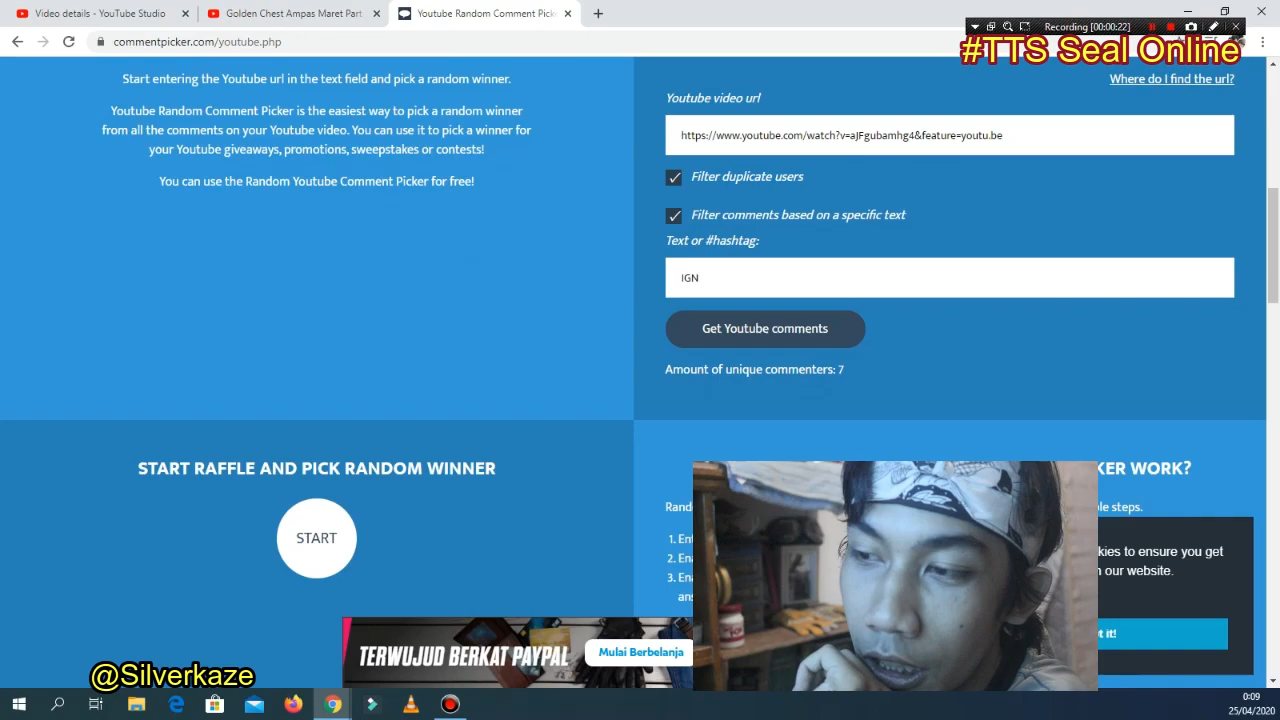 YouTube Video details - YouTube Studio
Golden Chest Ampas Maret Part
Youtube Random Comment Picker
Recording [00:00:22]
commentpicker.com/youtube.php
#TTS Seal Online
Start entering the Youtube url in the text field and pick a random winner.
Youtube Random Comment Picker is the easiest way to pick a random winner
from all the comments on your Youtube video. You can use it to pick a winner for
your Youtube giveaways, promotions, sweepstakes or contests!
You can use the Random Youtube Comment Picker for free!
Where do I find the url?
Youtube video url
https://www.youtube.com/watch?v=aJFgubamhg4&feature=youtu.be
Filter duplicate users
Filter comments based on a specific text
Text or #hashtag:
IGN
Get Youtube comments
Amount of unique commenters: 7
START RAFFLE AND PICK RANDOM WINNER
START
KER WORK?
ple steps.
1.
2.
3.
kies to ensure you get
n our website.
t it!
TERWUJUD BERKAT PAYPAL
Mulai Berbelanja
@Silverkaze
0:09
25/04/2020